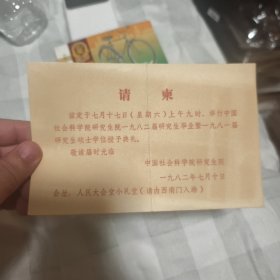 请柬
兹定于七月十七日(星期六)上午九时,举行中国
社会科学院研究生院一九八二届研究生毕业暨一九八一届
研究生硕士学位授予典礼。
敬请届时光临
中国社会科学院研究生院
一九八二年七月十日
会址:人民大会堂小礼堂(请由西南门入场)